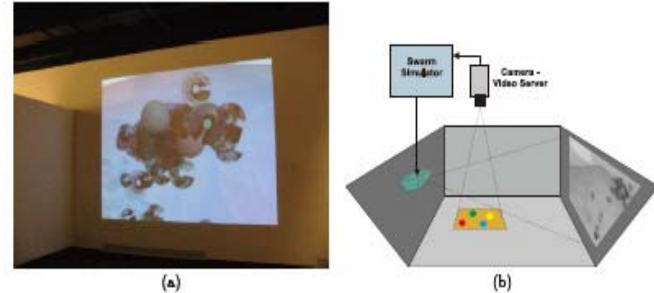 Swarm
Simulator
Camera -
Video Server
(a)
(b)